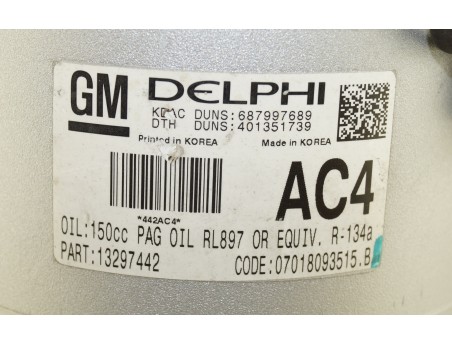 GM DELPHI
KDAC DUNS:687997689
DTH DUNS:401351739
Printed in KOREA Made in KOREA
*442AC4*
AC4
OIL:150cc PAG OIL RL897 OR EQUIV. R-134a
PART:13297442 CODE:07018093515.B